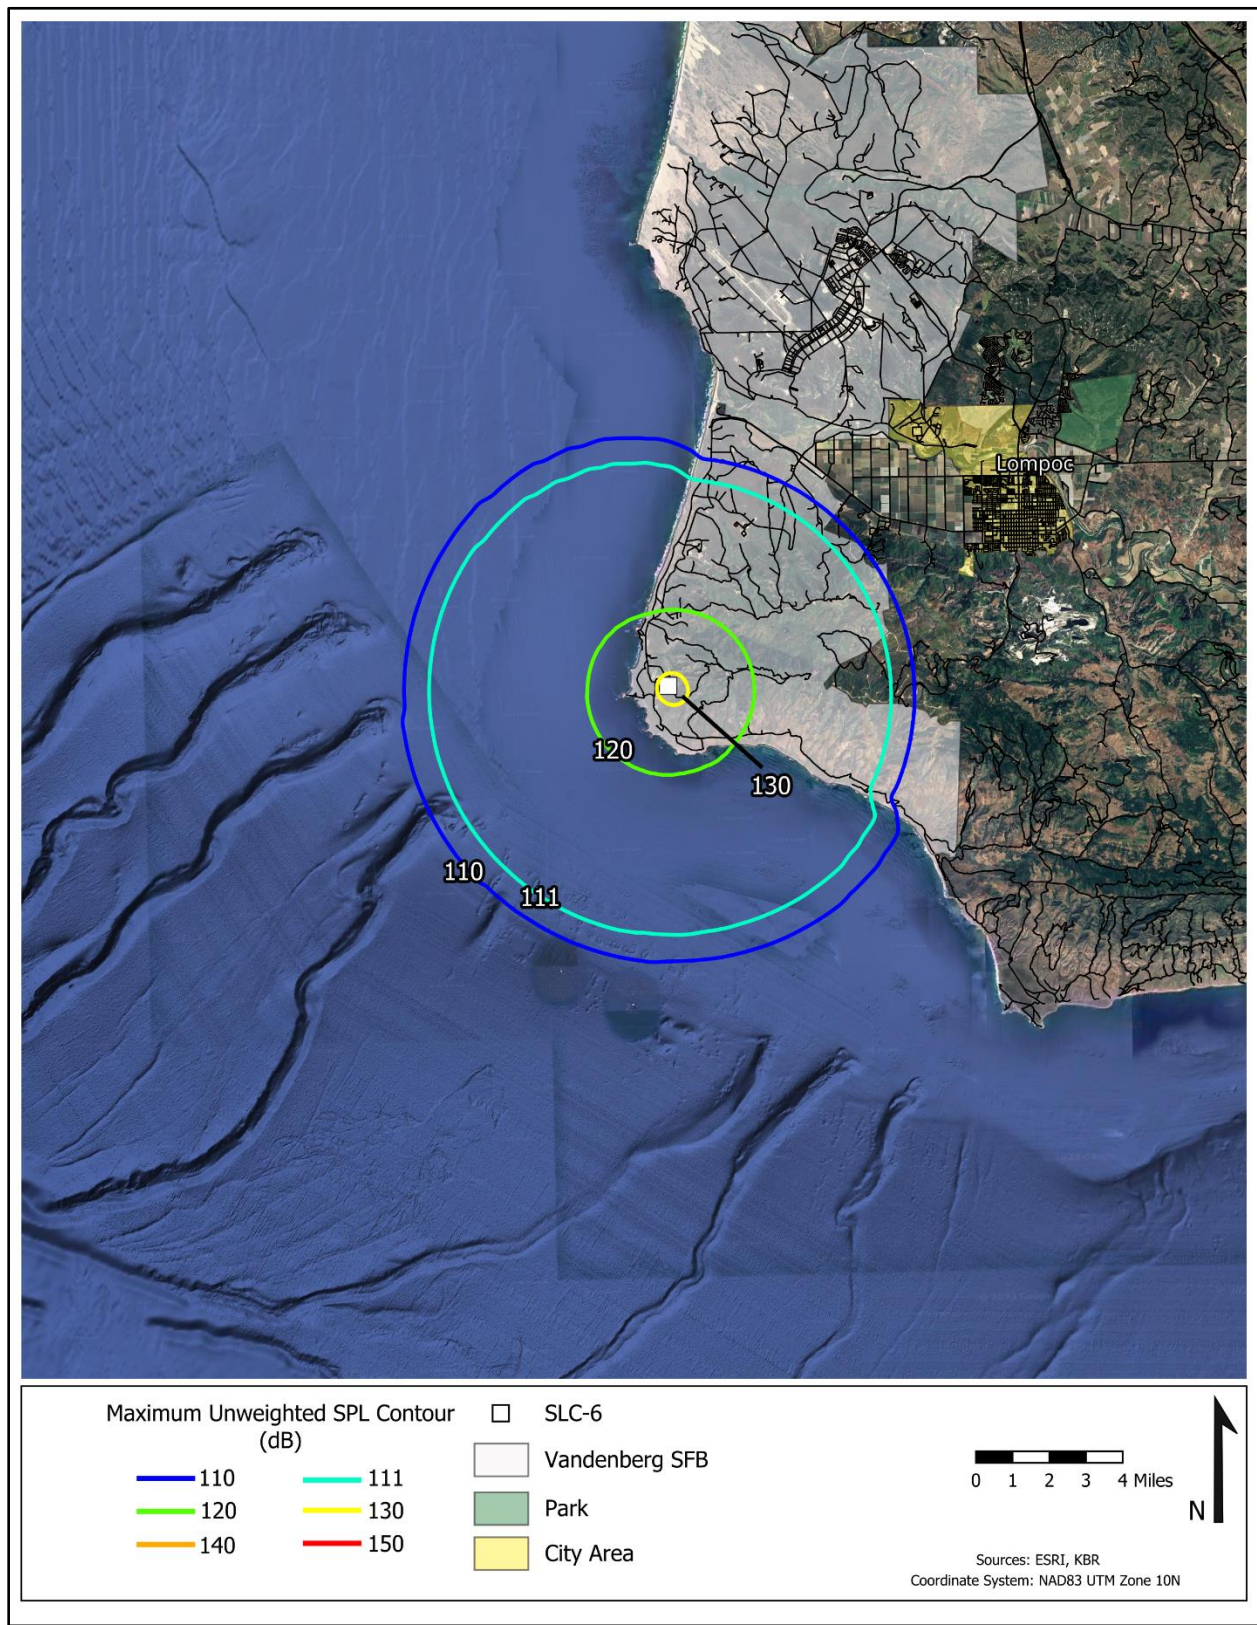 Lompoc
120
130
110
111
Maximum Unweighted SPL Contour
(dB)
110
111
120
130
140
150
SLC-6
Vandenberg SFB
Park
City Area
0 1 2 3 4 Miles
N
Sources: ESRI, KBR
Coordinate System: NAD83 UTM Zone 10N